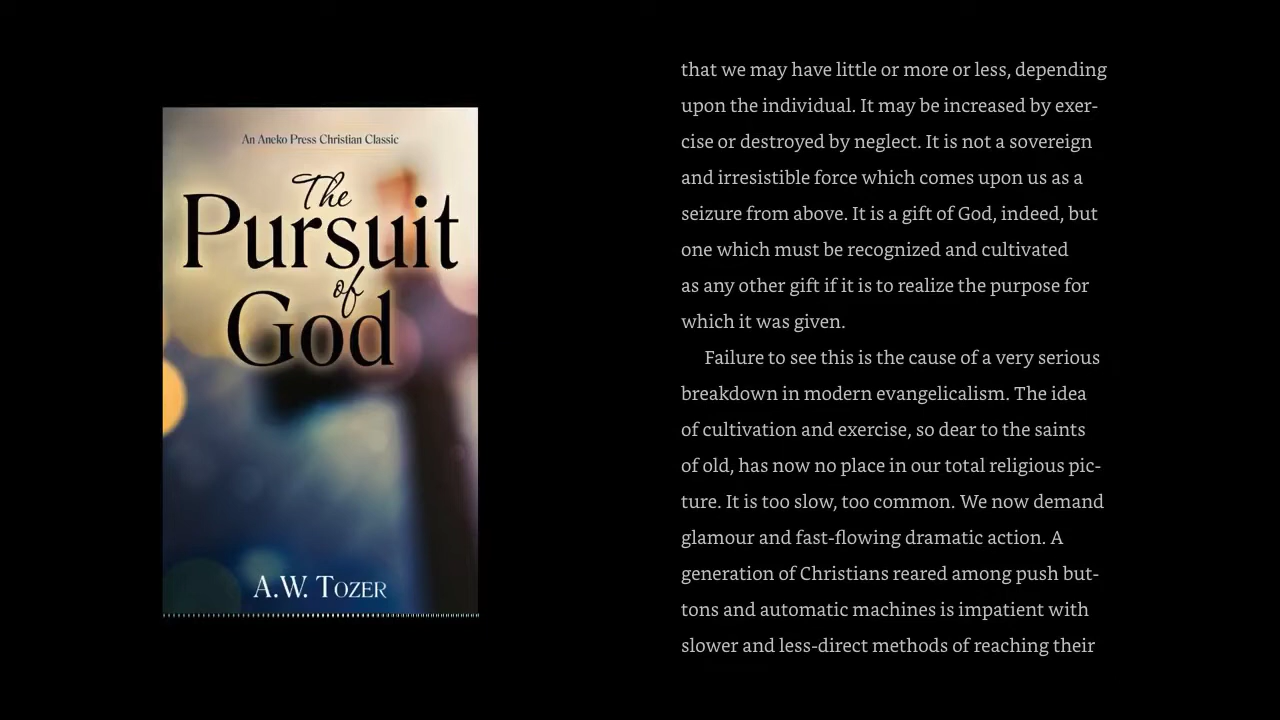 An Aneko Press Christian Classic
The
Pursuit
of
God
A.W. Tozer
that we may have little or more or less, depending
upon the individual. It may be increased by exer-
cise or destroyed by neglect. It is not a sovereign
and irresistible force which comes upon us as a
seizure from above. It is a gift of God, indeed, but
one which must be recognized and cultivated
as any other gift if it is to realize the purpose for
which it was given.
Failure to see this is the cause of a very serious
breakdown in modern evangelicalism. The idea
of cultivation and exercise, so dear to the saints
of old, has now no place in our total religious pic-
ture. It is too slow, too common. We now demand
glamour and fast-flowing dramatic action. A
generation of Christians reared among push but-
tons and automatic machines is impatient with
slower and less-direct methods of reaching their